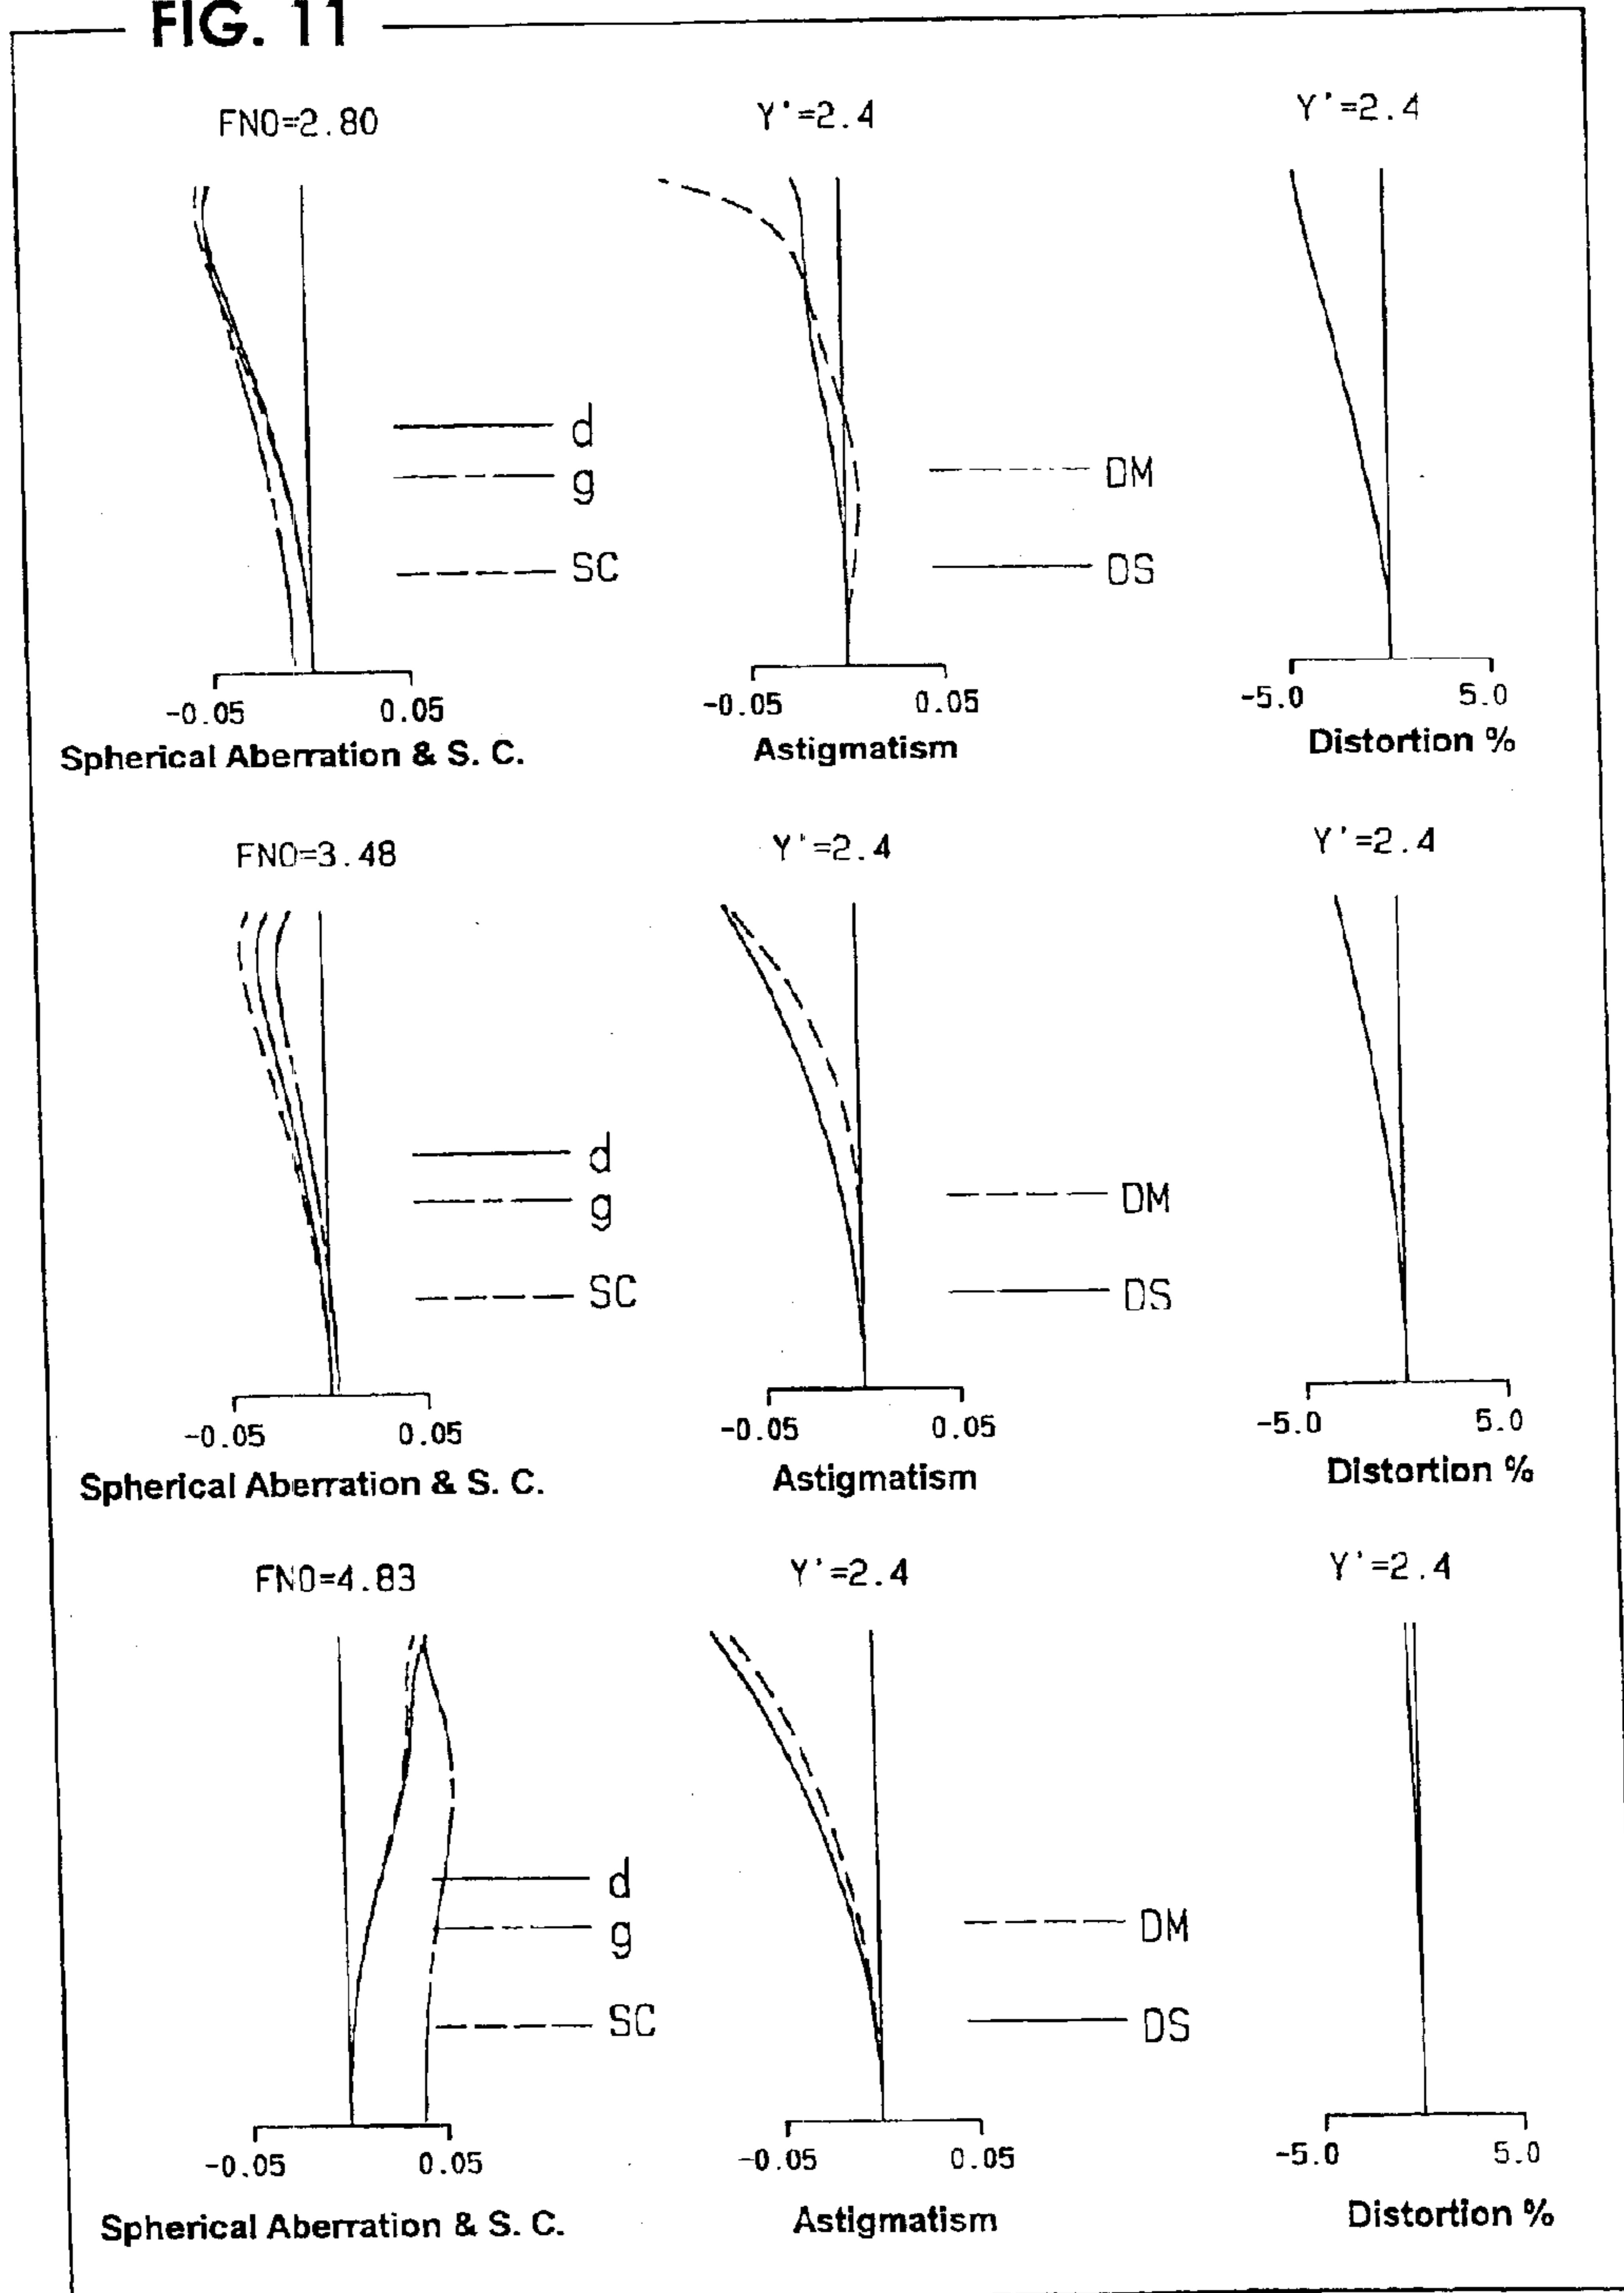 FIG. 11
FNO=2.80
Y'=2.4
Y'=2.4
d
g
SC
DM
DS
-0.05 0.05
-0.05 0.05
-5.0 5.0
Spherical Aberration & S. C.
Astigmatism
Distortion %
FNO=3.48
Y'=2.4
Y'=2.4
d
g
SC
DM
DS
-0.05 0.05
-0.05 0.05
-5.0 5.0
Spherical Aberration & S. C.
Astigmatism
Distortion %
FNO=4.83
Y'=2.4
Y'=2.4
d
g
SC
DM
DS
-0.05 0.05
-0.05 0.05
-5.0 5.0
Spherical Aberration & S. C.
Astigmatism
Distortion %